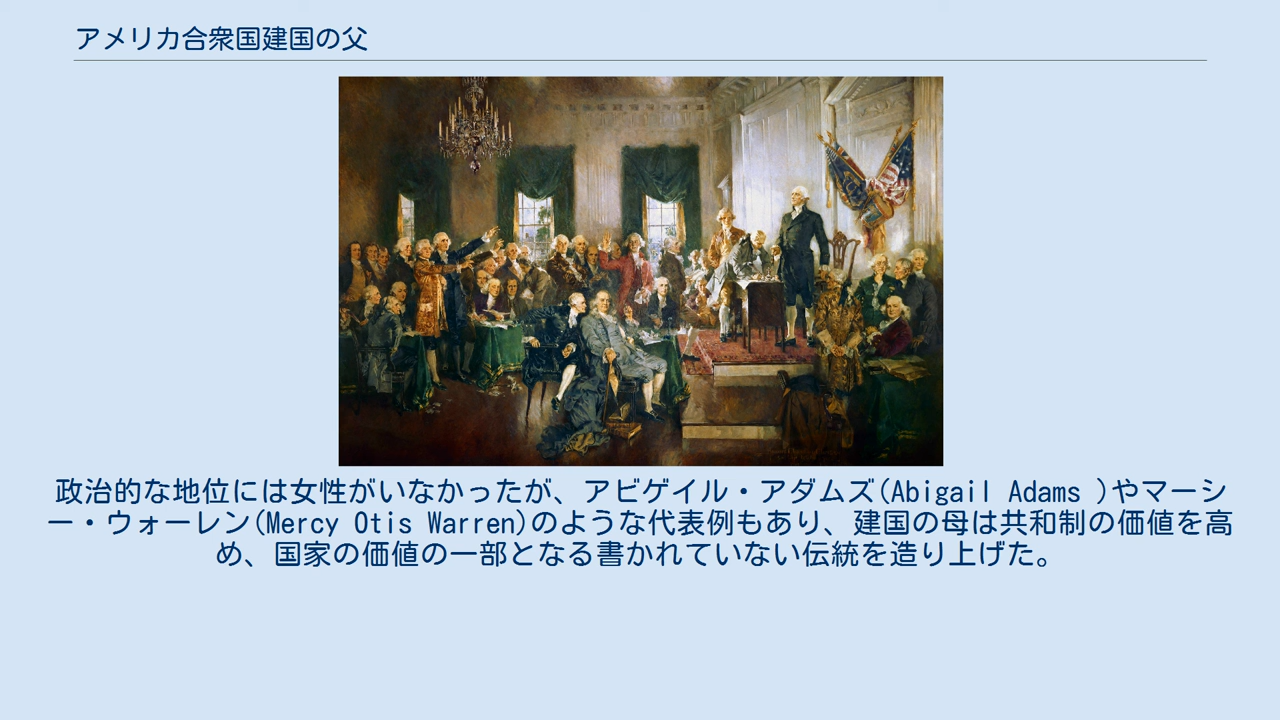 アメリカ合衆国建国の父
政治的な地位には女性がいなかったが、アビゲイル・アダムズ(Abigail Adams )やマーシ
ー・ウォーレン(Mercy Otis Warren)のような代表例もあり、建国の母は共和制の価値を高
め、国家の価値の一部となる書かれていない伝統を造り上げた。